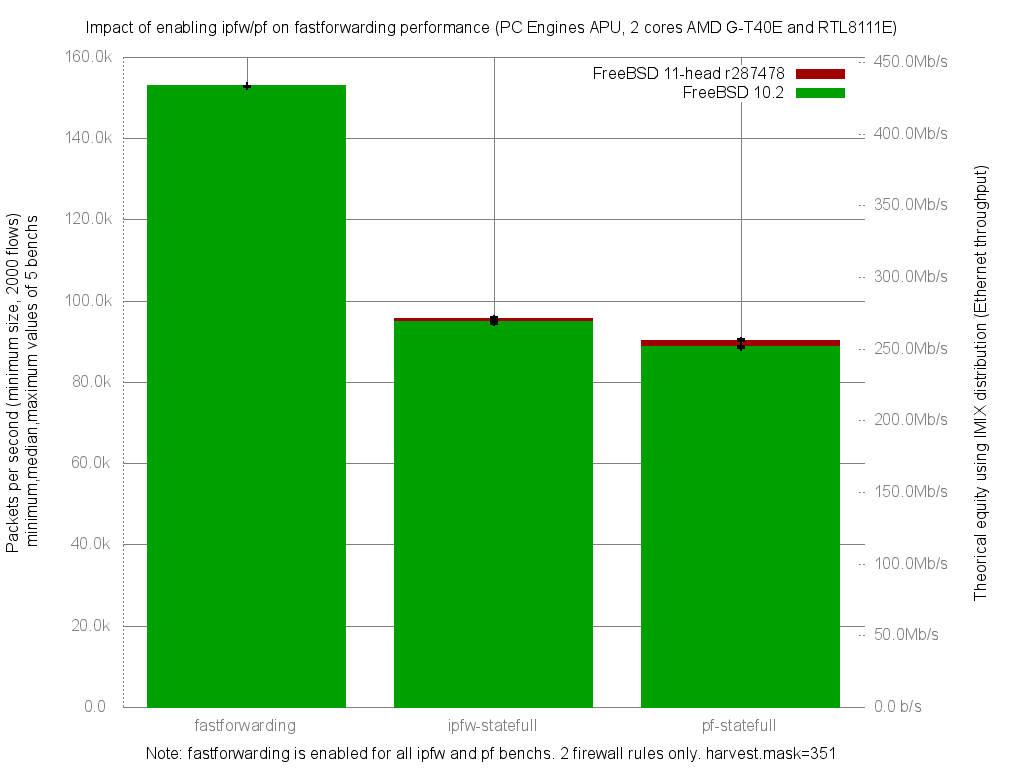 Impact of enabling ipfw/pf on fastforwarding performance (PC Engines APU, 2 cores AMD G-T40E and RTL8111E)
FreeBSD 11-head r287478
FreeBSD 10.2
160.0k
140.0k
120.0k
100.0k
80.0k
60.0k
40.0k
20.0k
0.0
450.0Mb/s
400.0Mb/s
350.0Mb/s
300.0Mb/s
250.0Mb/s
200.0Mb/s
150.0Mb/s
100.0Mb/s
50.0Mb/s
0.0 b/s
Packets per second (minimum size, 2000 flows)
minimum,median,maximum values of 5 benchs
Theorical equity using IMIX distribution (Ethernet throughput)
fastforwarding
ipfw-statefull
pf-statefull
Note: fastforwarding is enabled for all ipfw and pf benchs. 2 firewall rules only. harvest.mask=351